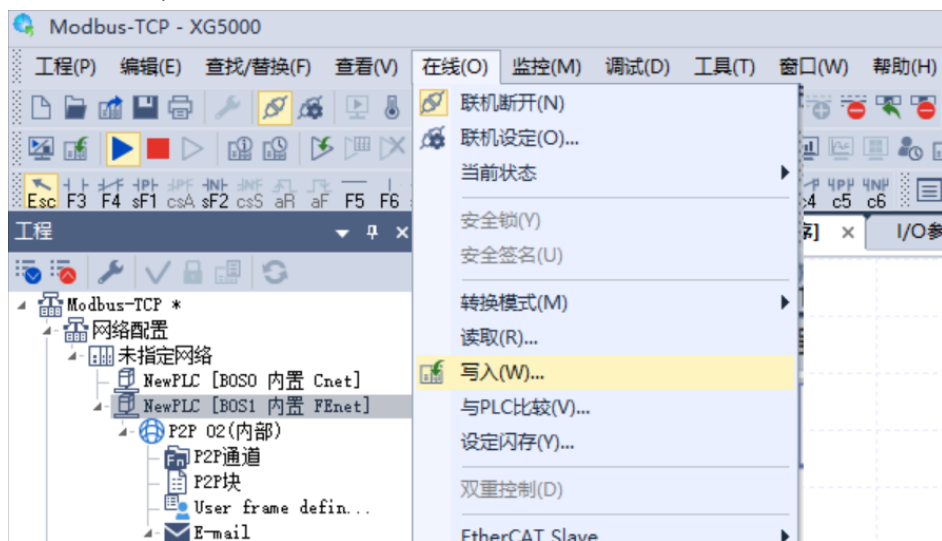 Modbus-TCP - XG5000
工程(P) 编辑(E) 查找/替换(F) 查看(V) 在线(O) 监控(M) 调试(D) 工具(T) 窗口(W) 帮助(H)
联机断开(N)
联机设定(O)...
当前状态
安全锁(Y)
安全签名(U)
转换模式(M)
读取(R)...
写入(W)...
与PLC比较(V)...
设定闪存(Y)...
双重控制(D)
EtherCAT Slave
Esc F3 F4 sF1 csA sF2 csS aR aF F5 F6
c5 c6
工程
I/O参
Modbus-TCP *
网络配置
未指定网络
NewPLC [BOS0 内置 Cnet]
NewPLC [BOS1 内置 FEnet]
P2P 02(内部)
P2P通道
P2P块
User frame defin...
E-mail